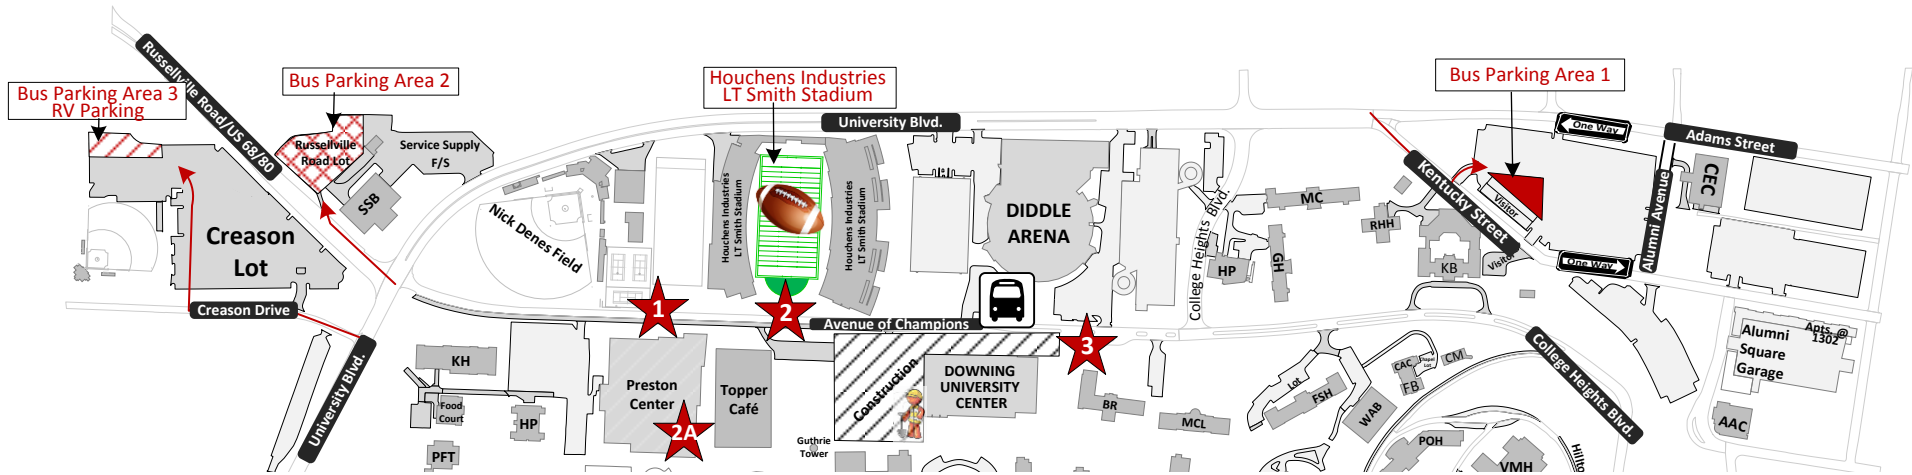 Russellville Road/US 68/80
Bus Parking Area 3
RV Parking
Bus Parking Area 2
Houchens Industries
LT Smith Stadium
Bus Parking Area 1
University Blvd.
One Way
Adams Street
Russellville
Road Lot
Service Supply
F/S
SSB
Creason
Lot
Nick Denes Field
Houchens Industries
LT Smith Stadium
Houchens Industries
LT Smith Stadium
DIDDLE
ARENA
College Heights Blvd.
MC
HP
GH
RHH
KB
Kentucky Street
Visitor
Visitor
One Way
Alumni Avenue
CEC
Creason Drive
1
2
Avenue of Champions
3
University Blvd.
KH
Food
Court
HP
PFT
Preston
Center
2A
Topper
Café
Construction
DOWNING
UNIVERSITY
CENTER
Guthrie
Tower
BR
MCL
Lot
FSH
WAB
CAC
FB
Chapel
Lot
CM
POH
VMH
Hillto
College Heights Blvd.
Alumni
Square
Garage
Apts. @
1302
AAC